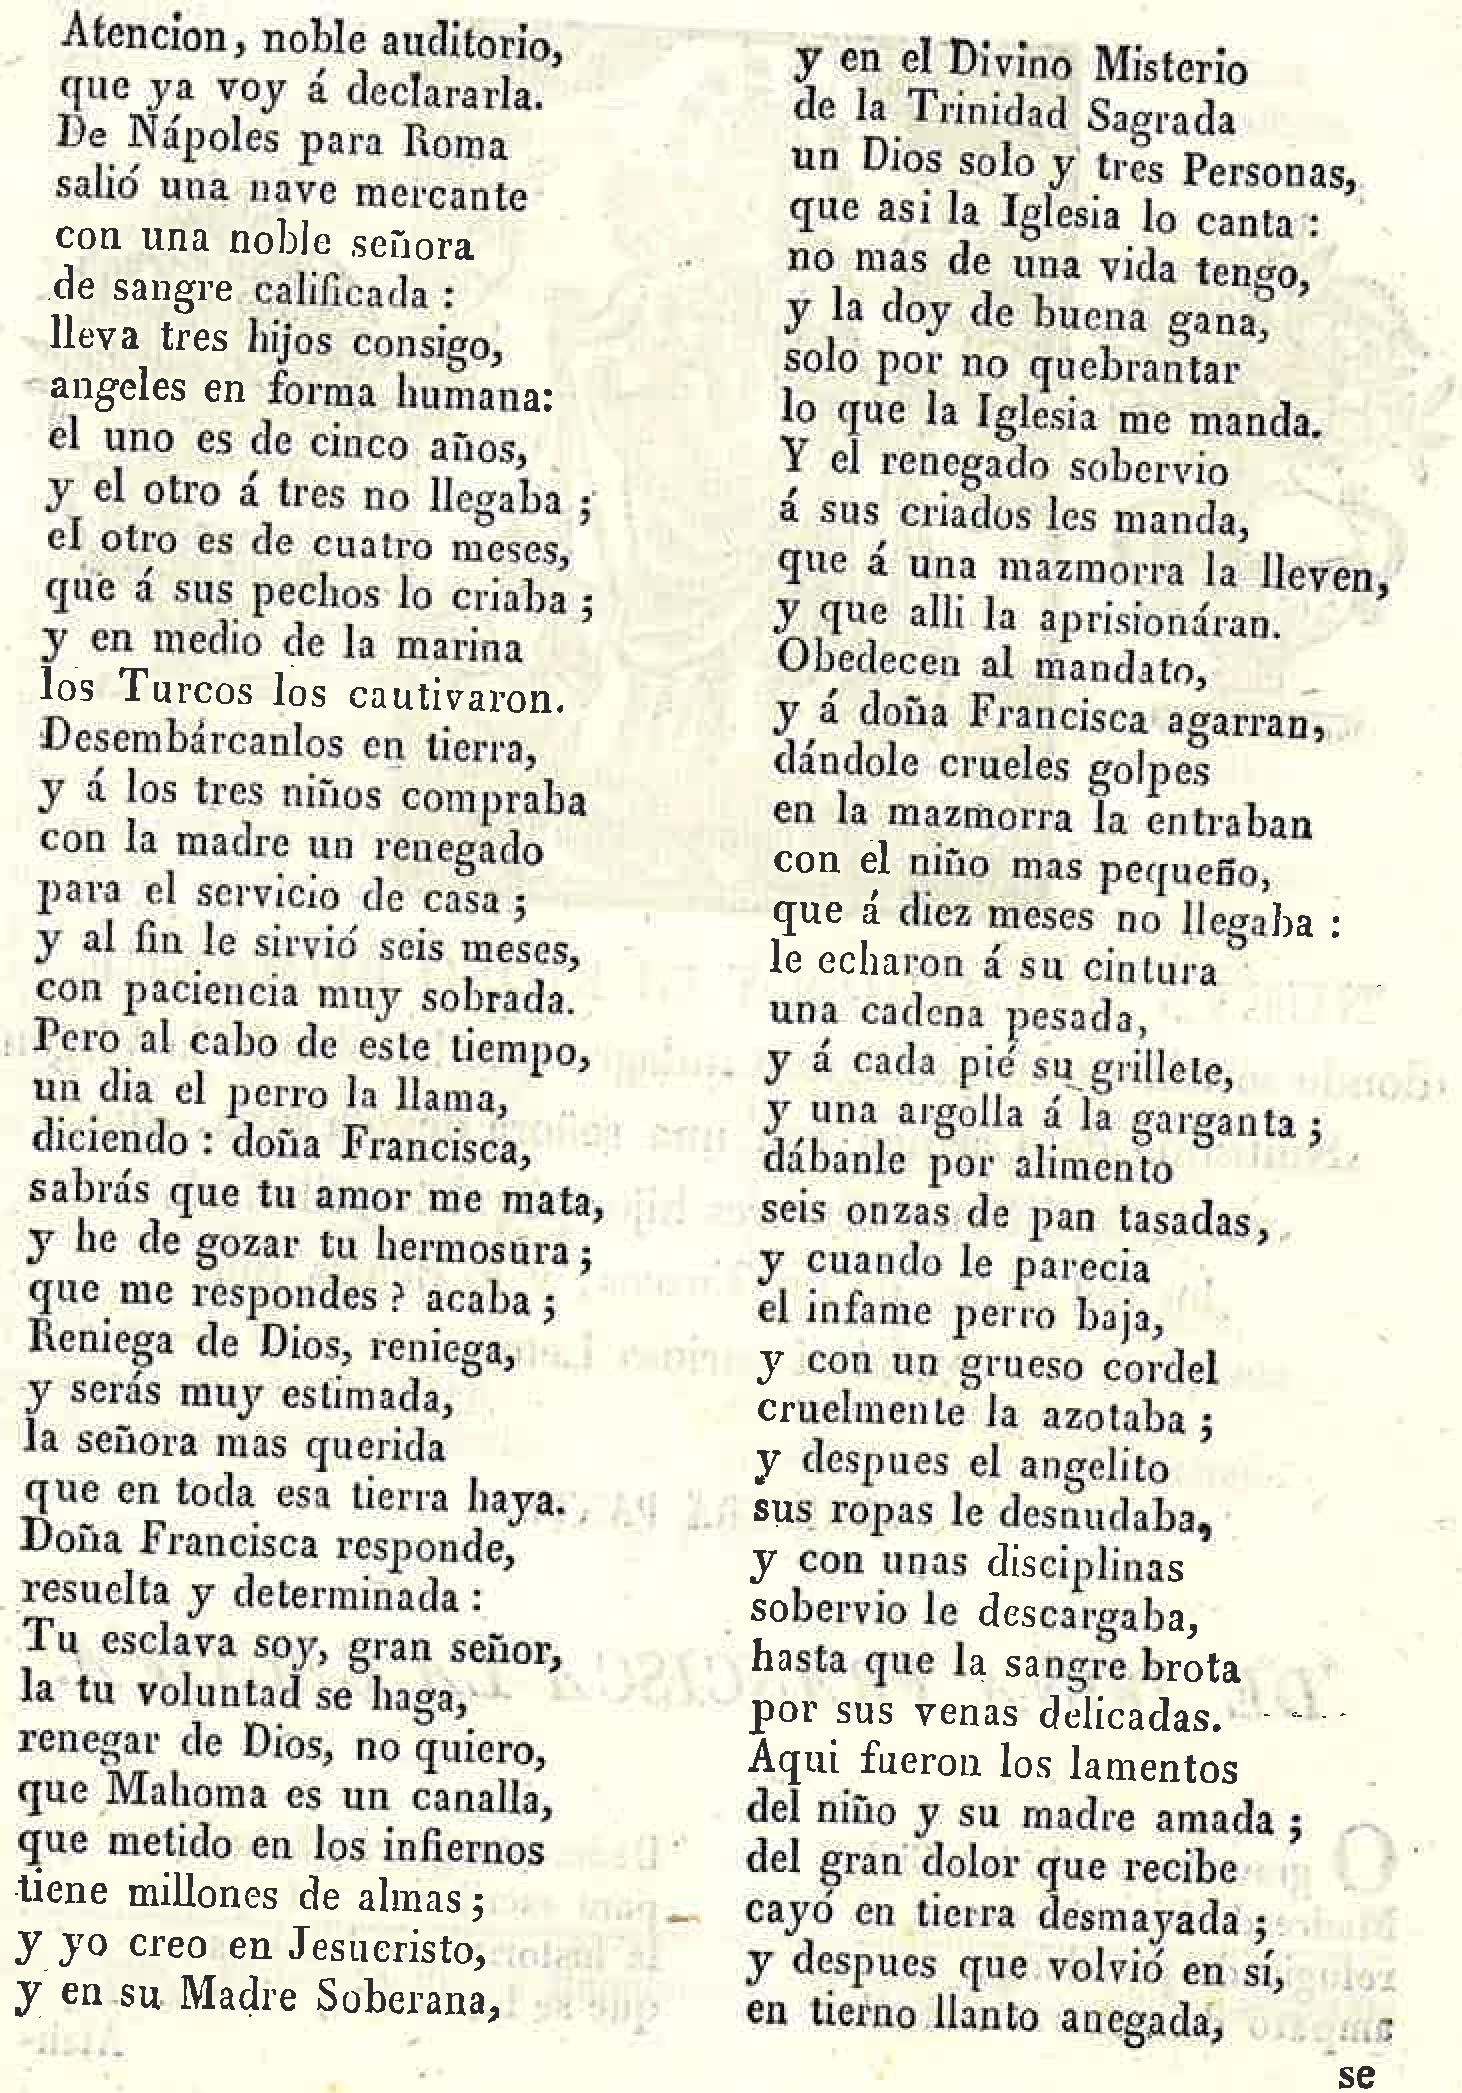 Atencion, noble auditorio,
que ya voy á declararla.
De Nápoles para Roma
salió una nave mercante
con una noble señora
de sangre calificada :
lleva tres hijos consigo,
angeles en forma humana:
el uno es de cinco años,
y el otro á tres no llegaba ;
el otro es de cuatro meses,
que á sus pechos lo criaba ;
y en medio de la marina
los Turcos los cautivaron.
Desembárcanlos en tierra,
y á los tres niños compraba
con la madre un renegado
para el servicio de casa ;
y al fin le sirvió seis meses,
con paciencia muy sobrada.
Pero al cabo de este tiempo,
un dia el perro la llama,
diciendo : doña Francisca,
sabrás que tu amor me mata,
y he de gozar tu hermosura ;
que me respondes ? acaba ;
Reniega de Dios, reniega,
y serás muy estimada,
la señora mas querida
que en toda esa tierra haya.
Doña Francisca responde,
resuelta y determinada :
Tu esclava soy, gran señor,
la tu voluntad se haga,
renegar de Dios, no quiero,
que Mahoma es un canalla,
que metido en los infiernos
tiene millones de almas ;
y yo creo en Jesucristo,
y en su Madre Soberana,
y en el Divino Misterio
de la Trinidad Sagrada
un Dios solo y tres Personas,
que asi la Iglesia lo canta :
no mas de una vida tengo,
y la doy de buena gana,
solo por no quebrantar
lo que la Iglesia me manda.
Y el renegado sobervio
á sus criados les manda,
que á una mazmorra la lleven,
y que alli la aprisionáran.
Obedecen al mandato,
y á doña Francisca agarran,
dándole crueles golpes
en la mazmorra la entraban
con el niño mas pequeño,
que á diez meses no llegaba :
le echaron á su cintura
una cadena pesada,
y á cada pié su grillete,
y una argolla á la garganta ;
dábanle por alimento
seis onzas de pan tasadas,
y cuando le parecia
el infame perro baja,
y con un grueso cordel
cruelmente la azotaba ;
y despues el angelito
sus ropas le desnudaba,
y con unas disciplinas
sobervio le descargaba,
hasta que la sangre brota
por sus venas delicadas.
Aqui fueron los lamentos
del niño y su madre amada ;
del gran dolor que recibe
cayó en tierra desmayada ;
y despues que volvió en sí,
en tierno llanto anegada,
se